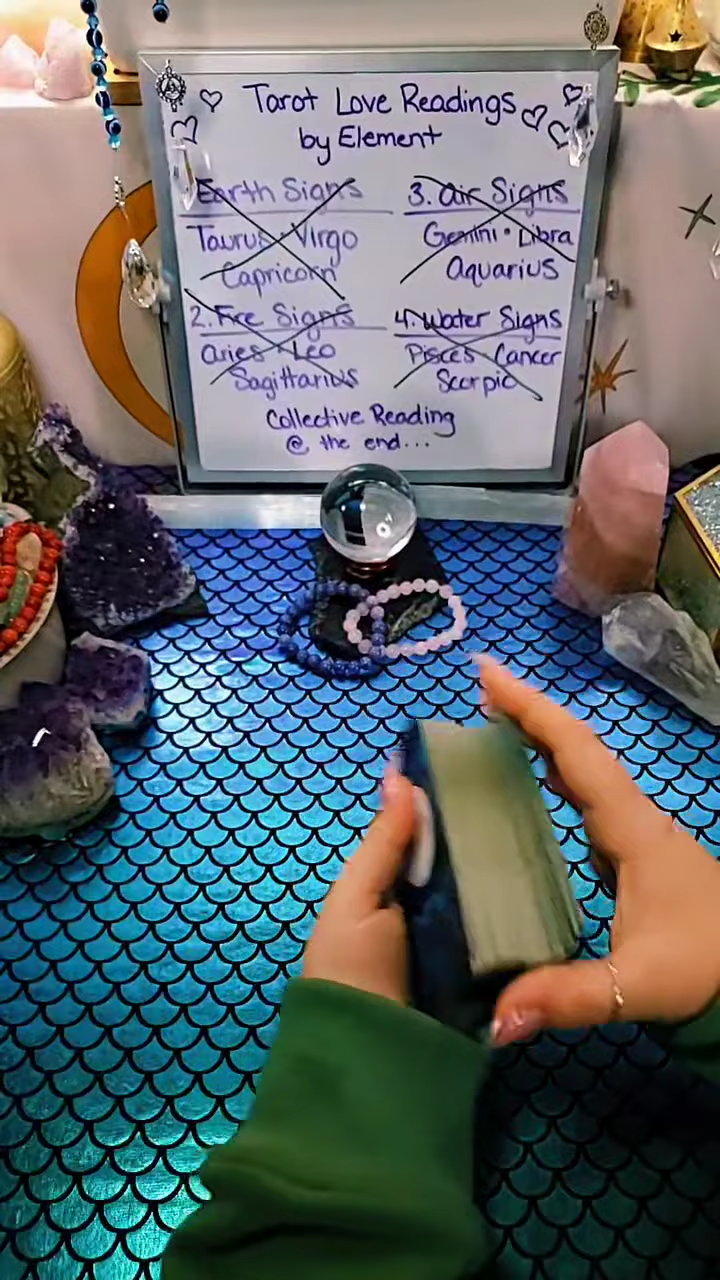 Tarot Love Readings
by Element
Earth Signs
Taurus • Virgo
Capricorn
2. Fire Signs
Aries • Leo
Sagittarius
3. Air Signs
Gemini • Libra
Aquarius
4. Water Signs
Pisces • Cancer
Scorpio
Collective Reading
@ the end...